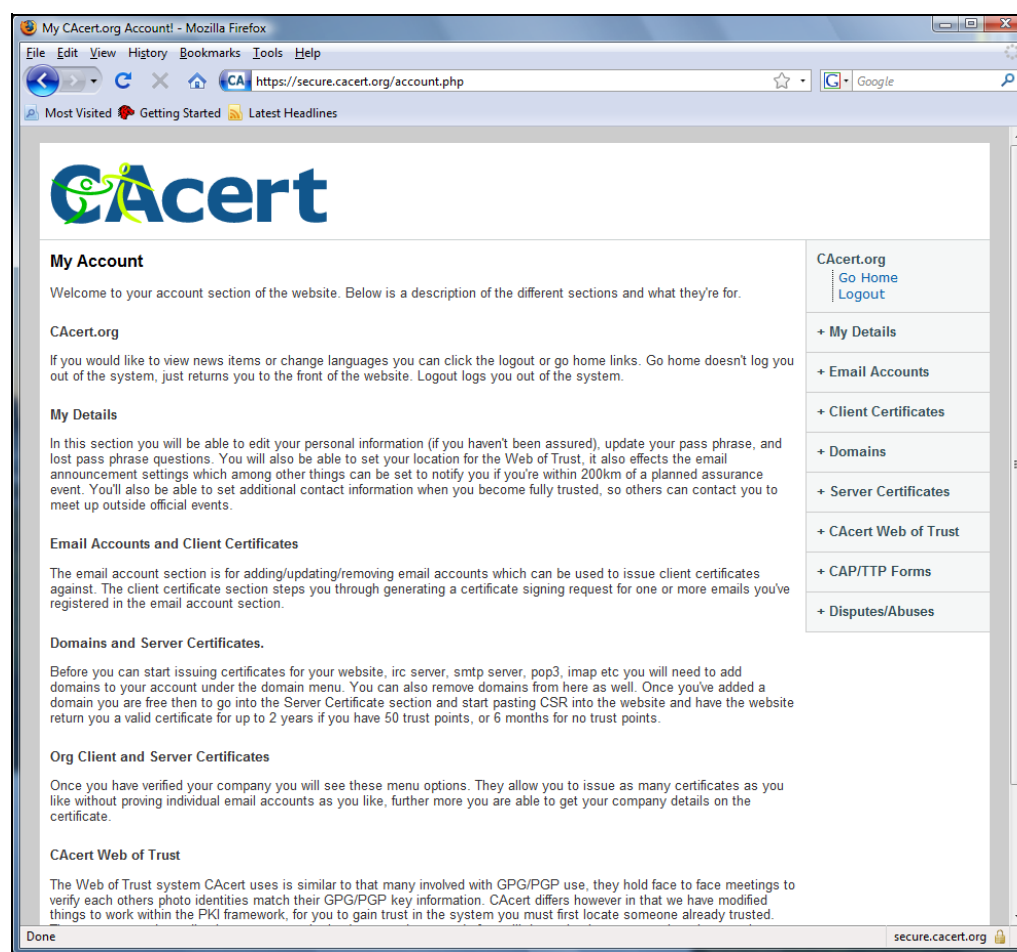 My CAcert.org Account! - Mozilla Firefox
File Edit View History Bookmarks Tools Help
CA https://secure.cacert.org/account.php
G Google
Most Visited Getting Started Latest Headlines
CAcert
My Account
Welcome to your account section of the website. Below is a description of the different sections and what they're for.
CAcert.org
If you would like to view news items or change languages you can click the logout or go home links. Go home doesn't log you
out of the system, just returns you to the front of the website. Logout logs you out of the system.
My Details
In this section you will be able to edit your personal information (if you haven't been assured), update your pass phrase, and
lost pass phrase questions. You will also be able to set your location for the Web of Trust, it also effects the email
announcement settings which among other things can be set to notify you if you're within 200km of a planned assurance
event. You'll also be able to set additional contact information when you become fully trusted, so others can contact you to
meet up outside official events.
Email Accounts and Client Certificates
The email account section is for adding/updating/removing email accounts which can be used to issue client certificates
against. The client certificate section steps you through generating a certificate signing request for one or more emails you've
registered in the email account section.
Domains and Server Certificates.
Before you can start issuing certificates for your website, irc server, smtp server, pop3, imap etc you will need to add
domains to your account under the domain menu. You can also remove domains from here as well. Once you've added a
domain you are free then to go into the Server Certificate section and start pasting CSR into the website and have the website
return you a valid certificate for up to 2 years if you have 50 trust points, or 6 months for no trust points.
Org Client and Server Certificates
Once you have verified your company you will see these menu options. They allow you to issue as many certificates as you
like without proving individual email accounts as you like, further more you are able to get your company details on the
certificate.
CAcert Web of Trust
The Web of Trust system CAcert uses is similar to that many involved with GPG/PGP use, they hold face to face meetings to
verify each others photo identities match their GPG/PGP key information. CAcert differs however in that we have modified
things to work within the PKI framework, for you to gain trust in the system you must first locate someone already trusted.
CAcert.org
Go Home
Logout
+ My Details
+ Email Accounts
+ Client Certificates
+ Domains
+ Server Certificates
+ CAcert Web of Trust
+ CAP/TTP Forms
+ Disputes/Abuses
Done
secure.cacert.org